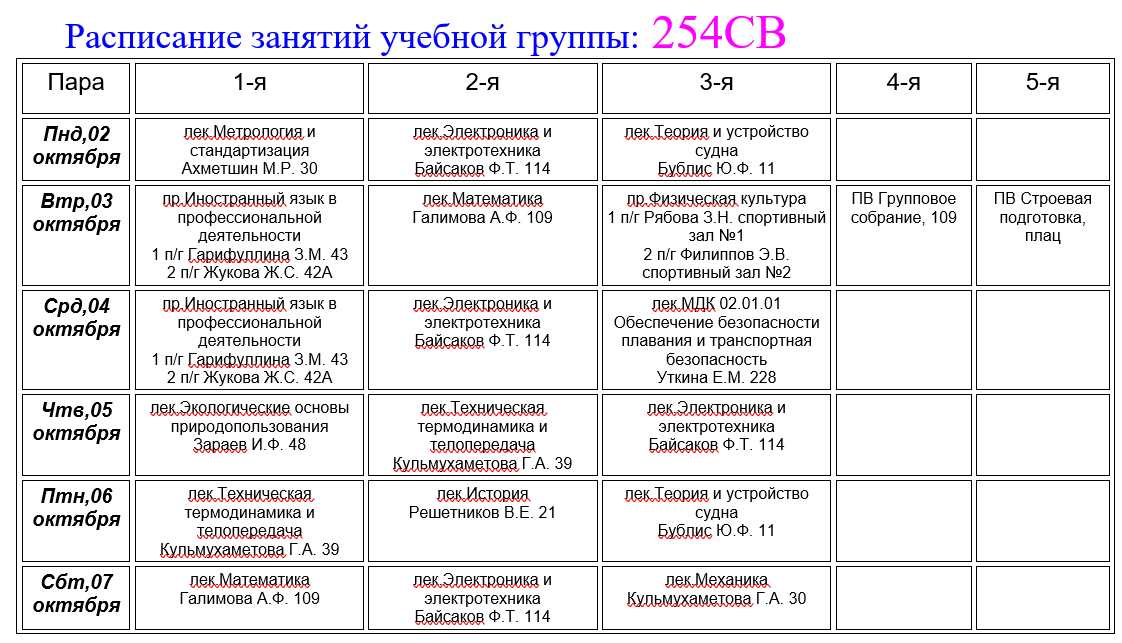 Расписание занятий учебной группы: 254СВ
Пара
1-я
2-я
3-я
4-я
5-я
Пнд,02
октября
лек.Метрология и
стандартизация
Ахметшин М.Р. 30
лек.Электроника и
электротехника
Байсаков Ф.Т. 114
лек.Теория и устройство
судна
Бублис Ю.Ф. 11
Втр,03
октября
пр.Иностранный язык в
профессиональной
деятельности
1 п/г Гарифуллина З.М. 43
2 п/г Жукова Ж.С. 42А
лек.Математика
Галимова А.Ф. 109
пр.Физическая культура
1 п/г Рябова З.Н. спортивный
зал №1
2 п/г Филиппов Э.В.
спортивный зал №2
ПВ Групповое
собрание, 109
ПВ Строевая
подготовка,
плац
Срд,04
октября
пр.Иностранный язык в
профессиональной
деятельности
1 п/г Гарифуллина З.М. 43
2 п/г Жукова Ж.С. 42А
лек.Электроника и
электротехника
Байсаков Ф.Т. 114
лек.МДК 02.01.01
Обеспечение безопасности
плавания и транспортная
безопасность
Уткина Е.М. 228
Чтв,05
октября
лек.Экологические основы
природопользования
Зараев И.Ф. 48
лек.Техническая
термодинамика и
телопередача
Кульмухаметова Г.А. 39
лек.Электроника и
электротехника
Байсаков Ф.Т. 114
Птн,06
октября
лек.Техническая
термодинамика и
телопередача
Кульмухаметова Г.А. 39
лек.История
Решетников В.Е. 21
лек.Теория и устройство
судна
Бублис Ю.Ф. 11
Сбт,07
октября
лек.Математика
Галимова А.Ф. 109
лек.Электроника и
электротехника
Байсаков Ф.Т. 114
лек.Механика
Кульмухаметова Г.А. 30